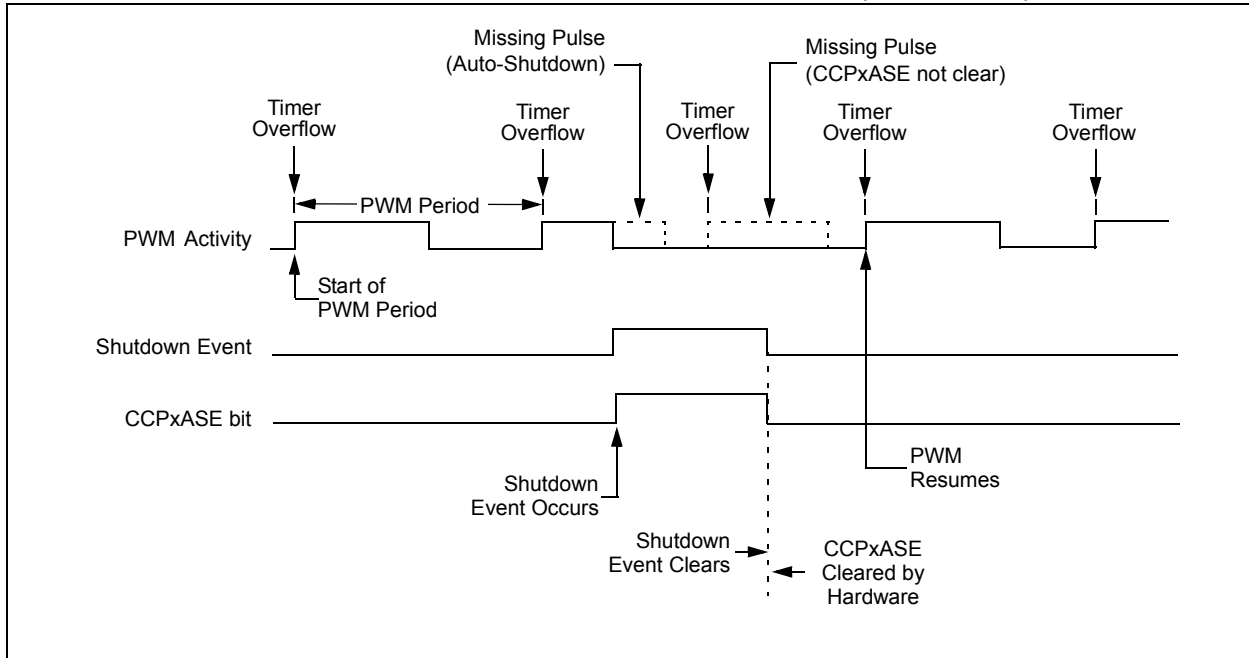 Missing Pulse
(Auto-Shutdown)
Missing Pulse
(CCPxASE not clear)
Timer
Overflow
Timer
Overflow
Timer
Overflow
Timer
Overflow
Timer
Overflow
PWM Period
PWM Activity
Start of
PWM Period
Shutdown Event
CCPxASE bit
Shutdown
Event Occurs
PWM
Resumes
Shutdown
Event Clears
CCPxASE
Cleared by
Hardware